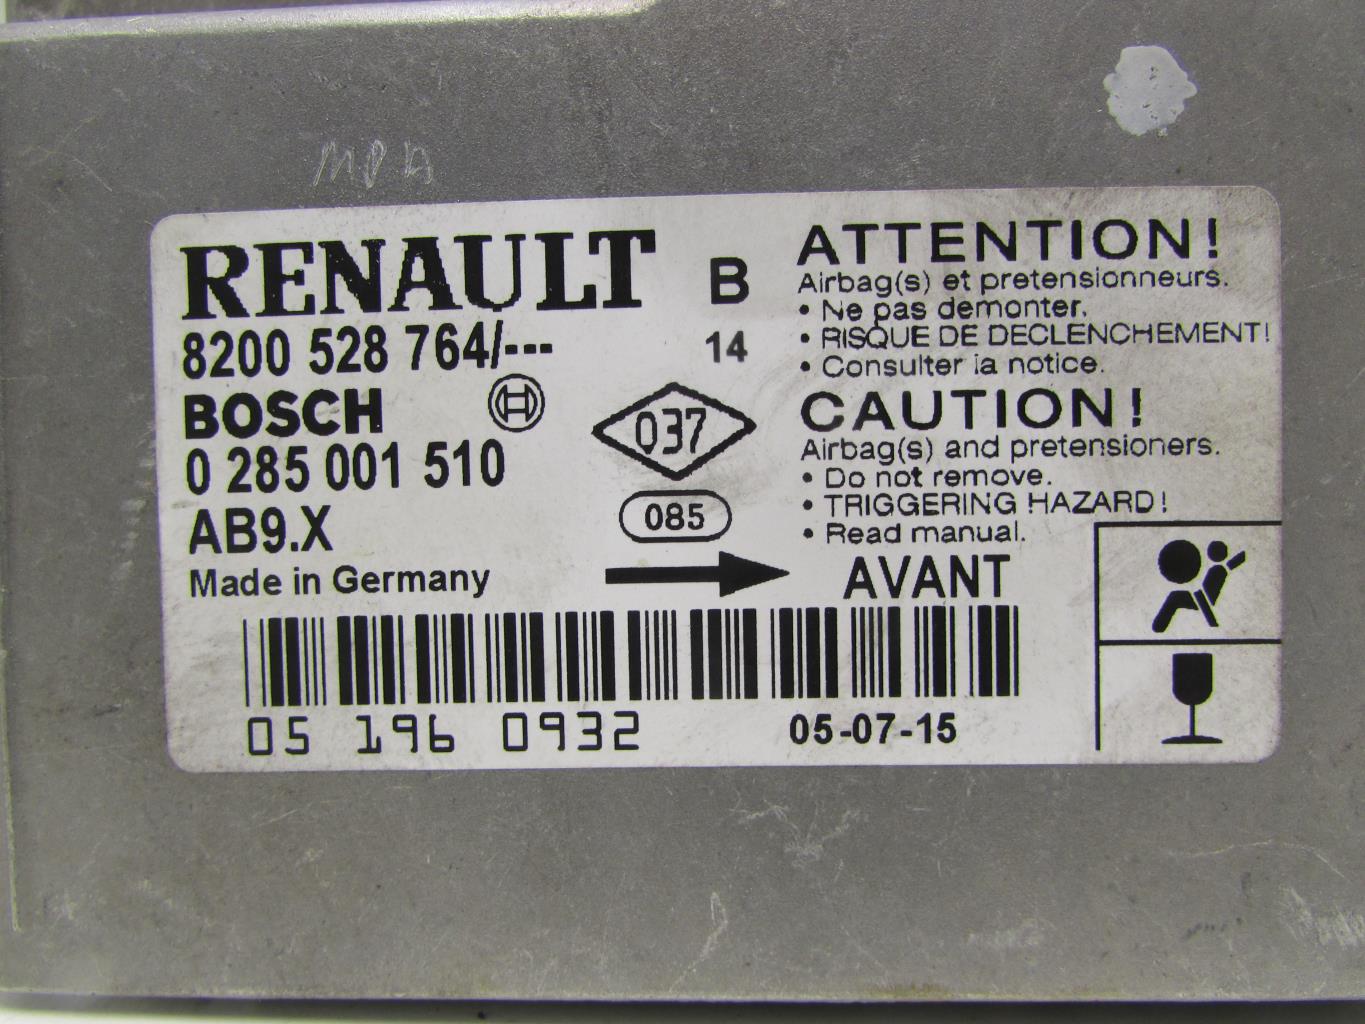 RENAULT
B
8200 528 764/---
14
BOSCH
037
0 285 001 510
085
AB9.X
Made in Germany
ATTENTION!
Airbag(s) et pretensionneurs.
• Ne pas demonter.
• RISQUE DE DECLENCHEMENT!
• Consulter la notice.
CAUTION!
Airbag(s) and pretensioners.
• Do not remove.
• TRIGGERING HAZARD!
• Read manual.
AVANT
05 196 0932
05-07-15